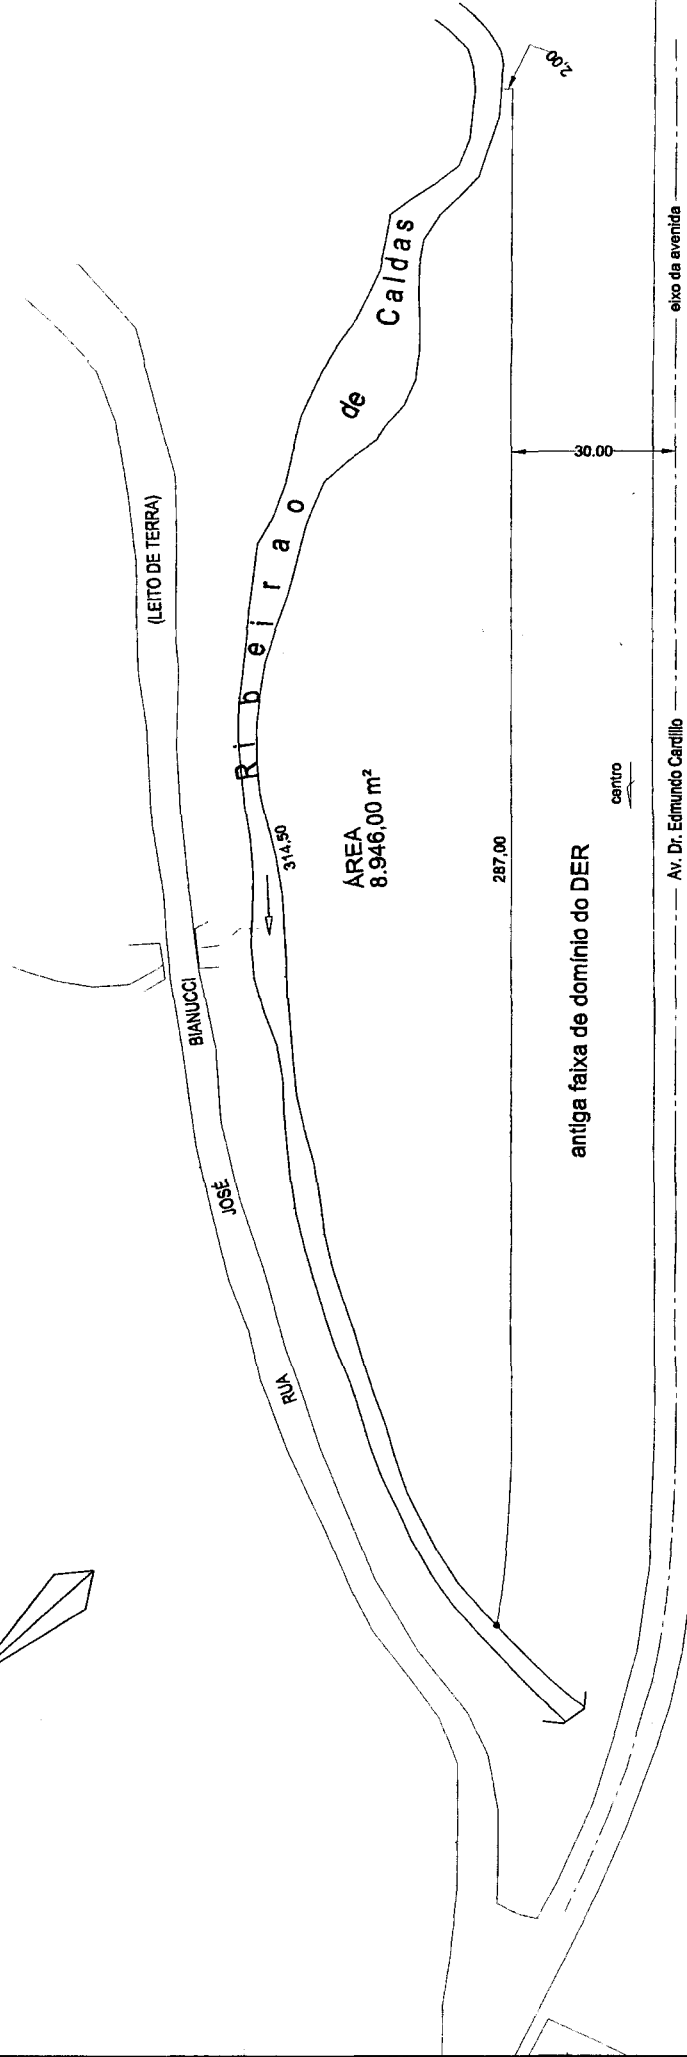 2,00
Ribeirao de Caldas
(LEITO DE TERRA)
eixo da avenida
30.00
314,50
ÁREA
8.946,00 m²
287,00
centro
Av. Dr. Edmundo Cardillo
antiga faixa de domínio do DER
RUA JOSÉ BIANUCCI